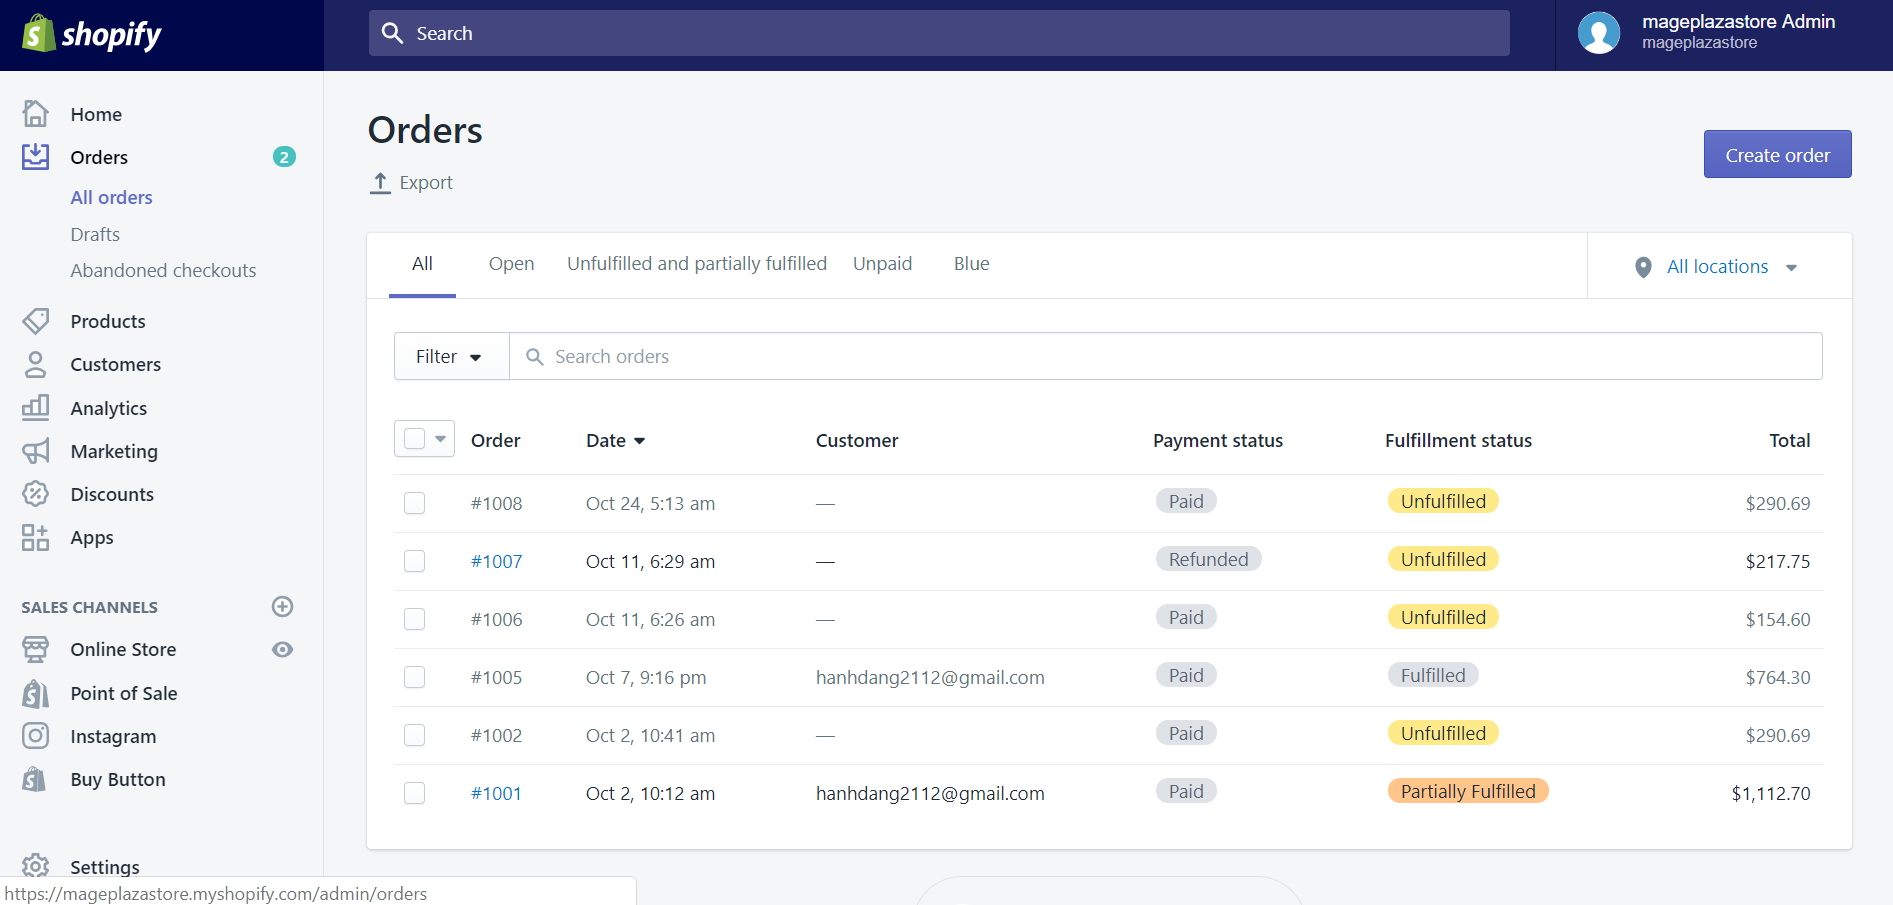 shopify
Search
mageplazastore Admin
mageplazastore
Home
Orders 2
All orders
Drafts
Abandoned checkouts
Products
Customers
Analytics
Marketing
Discounts
Apps
SALES CHANNELS
Online Store
Point of Sale
Instagram
Buy Button
Settings
https://mageplazastore.myshopify.com/admin/orders
Orders
Export
Create order
All Open Unfulfilled and partially fulfilled Unpaid Blue All locations
Filter Search orders
Order Date Customer Payment status Fulfillment status Total
#1008 Oct 24, 5:13 am — Paid Unfulfilled $290.69
#1007 Oct 11, 6:29 am — Refunded Unfulfilled $217.75
#1006 Oct 11, 6:26 am — Paid Unfulfilled $154.60
#1005 Oct 7, 9:16 pm hanhdang2112@gmail.com Paid Fulfilled $764.30
#1002 Oct 2, 10:41 am — Paid Unfulfilled $290.69
#1001 Oct 2, 10:12 am hanhdang2112@gmail.com Paid Partially Fulfilled $1,112.70